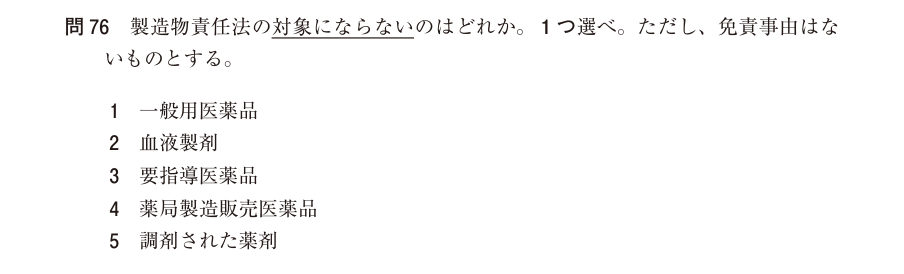 問 76　製造物責任法の対象にならないのはどれか。1つ選べ。ただし、免責事由はな
いものとする。
1　一般用医薬品
2　血液製剤
3　要指導医薬品
4　薬局製造販売医薬品
5　調剤された薬剤